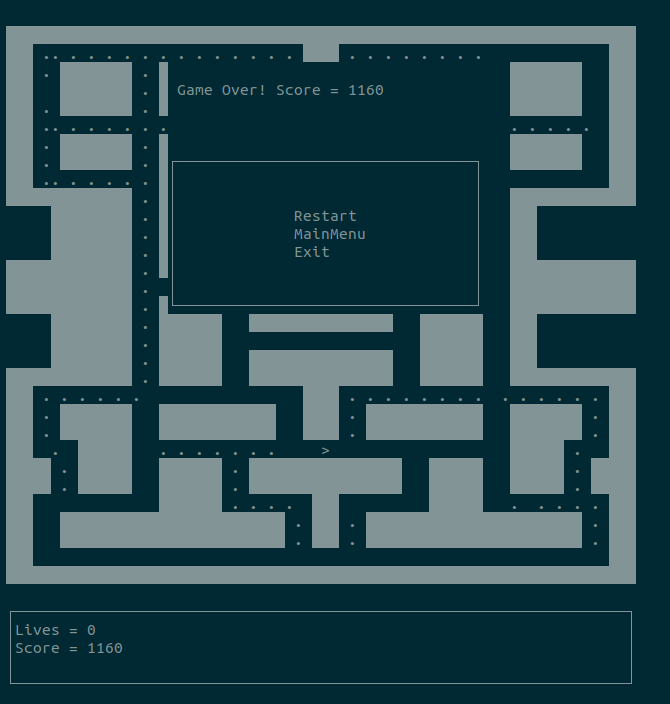 Game Over! Score = 1160
Restart
MainMenu
Exit
>
Lives = 0
Score = 1160